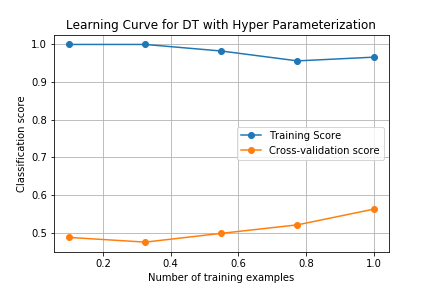 Learning Curve for DT with Hyper Parameterization
1.0
0.9
0.8
0.7
0.6
0.5
Classification score
Training Score
Cross-validation score
0.2 0.4 0.6 0.8 1.0
Number of training examples